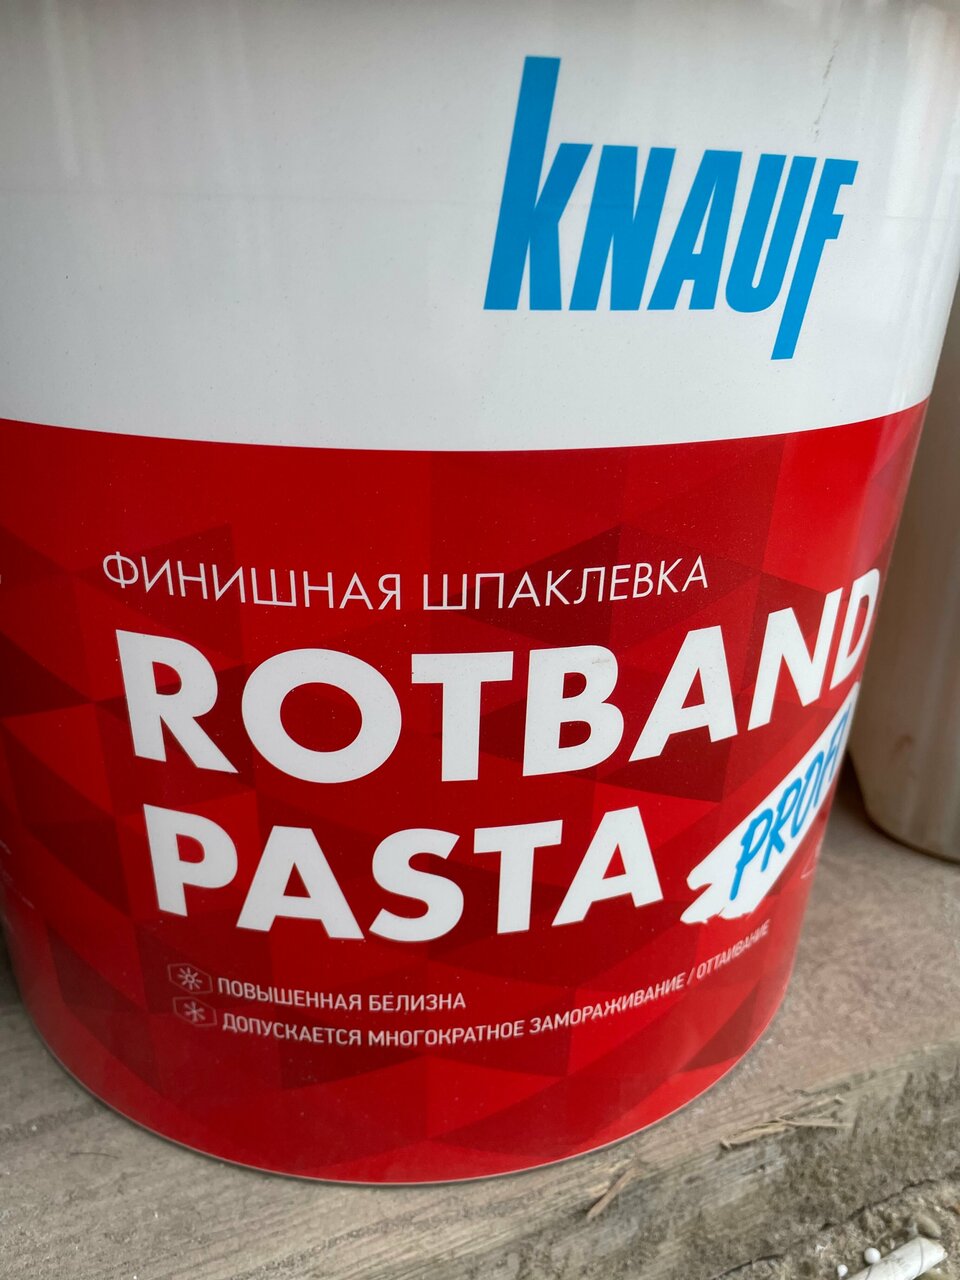 KNAUF
ФИНИШНАЯ ШПАКЛЕВКА
ROTBAND
PASTA
PROFI
ПОВЫШЕННАЯ БЕЛИЗНА
ДОПУСКАЕТСЯ МНОГОКРАТНОЕ ЗАМОРАЖИВАНИЕ / ОТТАИВАНИЕ